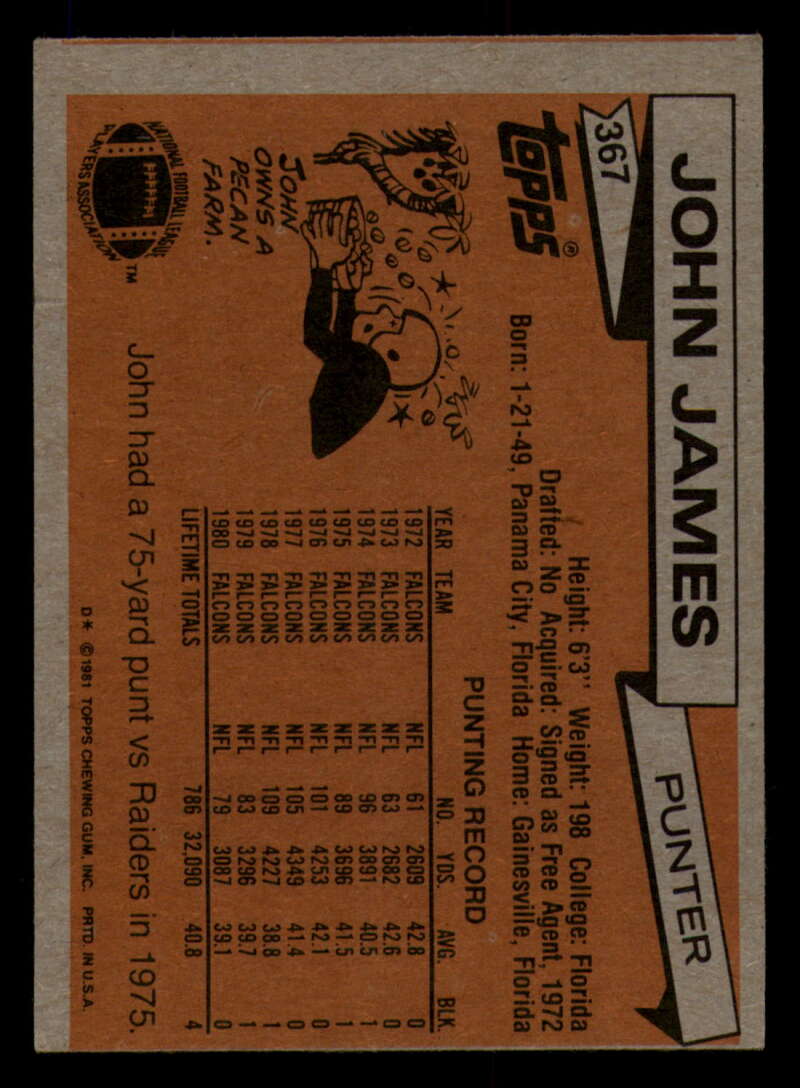 367
JOHN JAMES
PUNTER
TOPPS®
Height: 6'3" Weight: 198 College: Florida
Drafted: No Acquired: Signed as Free Agent, 1972
Born: 1-21-49, Panama City, Florida Home: Gainesville, Florida
JOHN
OWNS A
PECAN
FARM.
PUNTING RECORD
YEAR TEAM NO. YDS. AVG. BLK.
1972 FALCONS NFL 61 2609 42.8 0
1973 FALCONS NFL 63 2682 42.6 0
1974 FALCONS NFL 96 3891 40.5 1
1975 FALCONS NFL 89 3696 41.5 1
1976 FALCONS NFL 101 4253 42.1 0
1977 FALCONS NFL 105 4349 41.4 0
1978 FALCONS NFL 109 4227 38.8 1
1979 FALCONS NFL 83 3296 39.7 1
1980 FALCONS NFL 79 3087 39.1 0
LIFETIME TOTALS 786 32,090 40.8 4
NATIONAL FOOTBALL LEAGUE
PLAYERS ASSOCIATION
TM
John had a 75-yard punt vs Raiders in 1975.
D* ©1981 TOPPS CHEWING GUM, INC. PRTD. IN U.S.A.